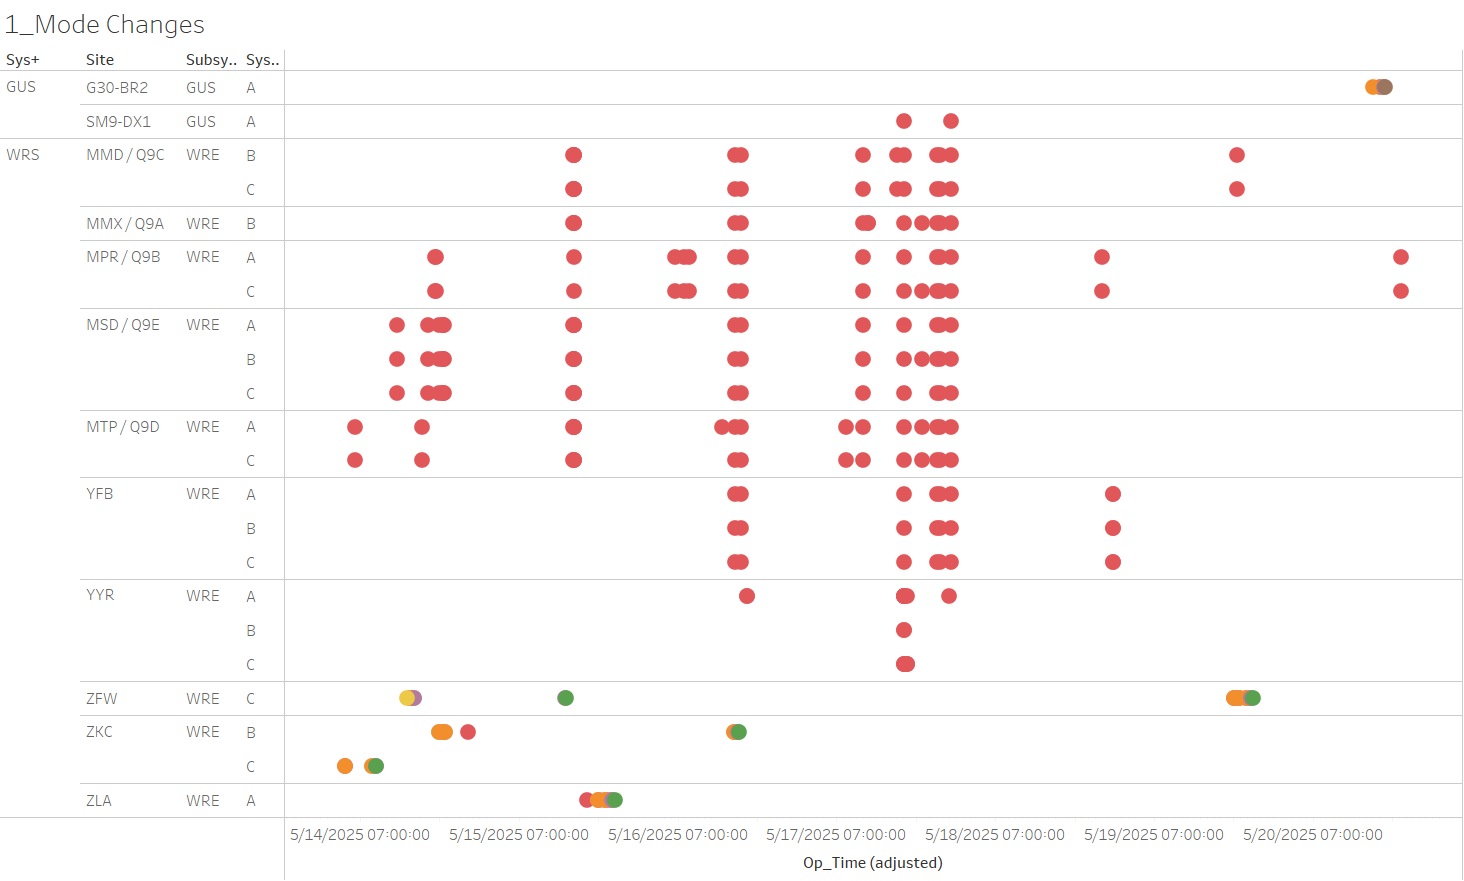 1_Mode Changes
Sys+ Site Subsy.. Sys..
GUS G30-BR2 GUS A
SM9-DX1 GUS A
WRS MMD / Q9C WRE B
C
MMX / Q9A WRE B
MPR / Q9B WRE A
C
MSD / Q9E WRE A
B
C
MTP / Q9D WRE A
C
YFB WRE A
B
C
YYR WRE A
B
C
ZFW WRE C
ZKC WRE B
C
ZLA WRE A
5/14/2025 07:00:00 5/15/2025 07:00:00 5/16/2025 07:00:00 5/17/2025 07:00:00 5/18/2025 07:00:00 5/19/2025 07:00:00 5/20/2025 07:00:00
Op_Time (adjusted)